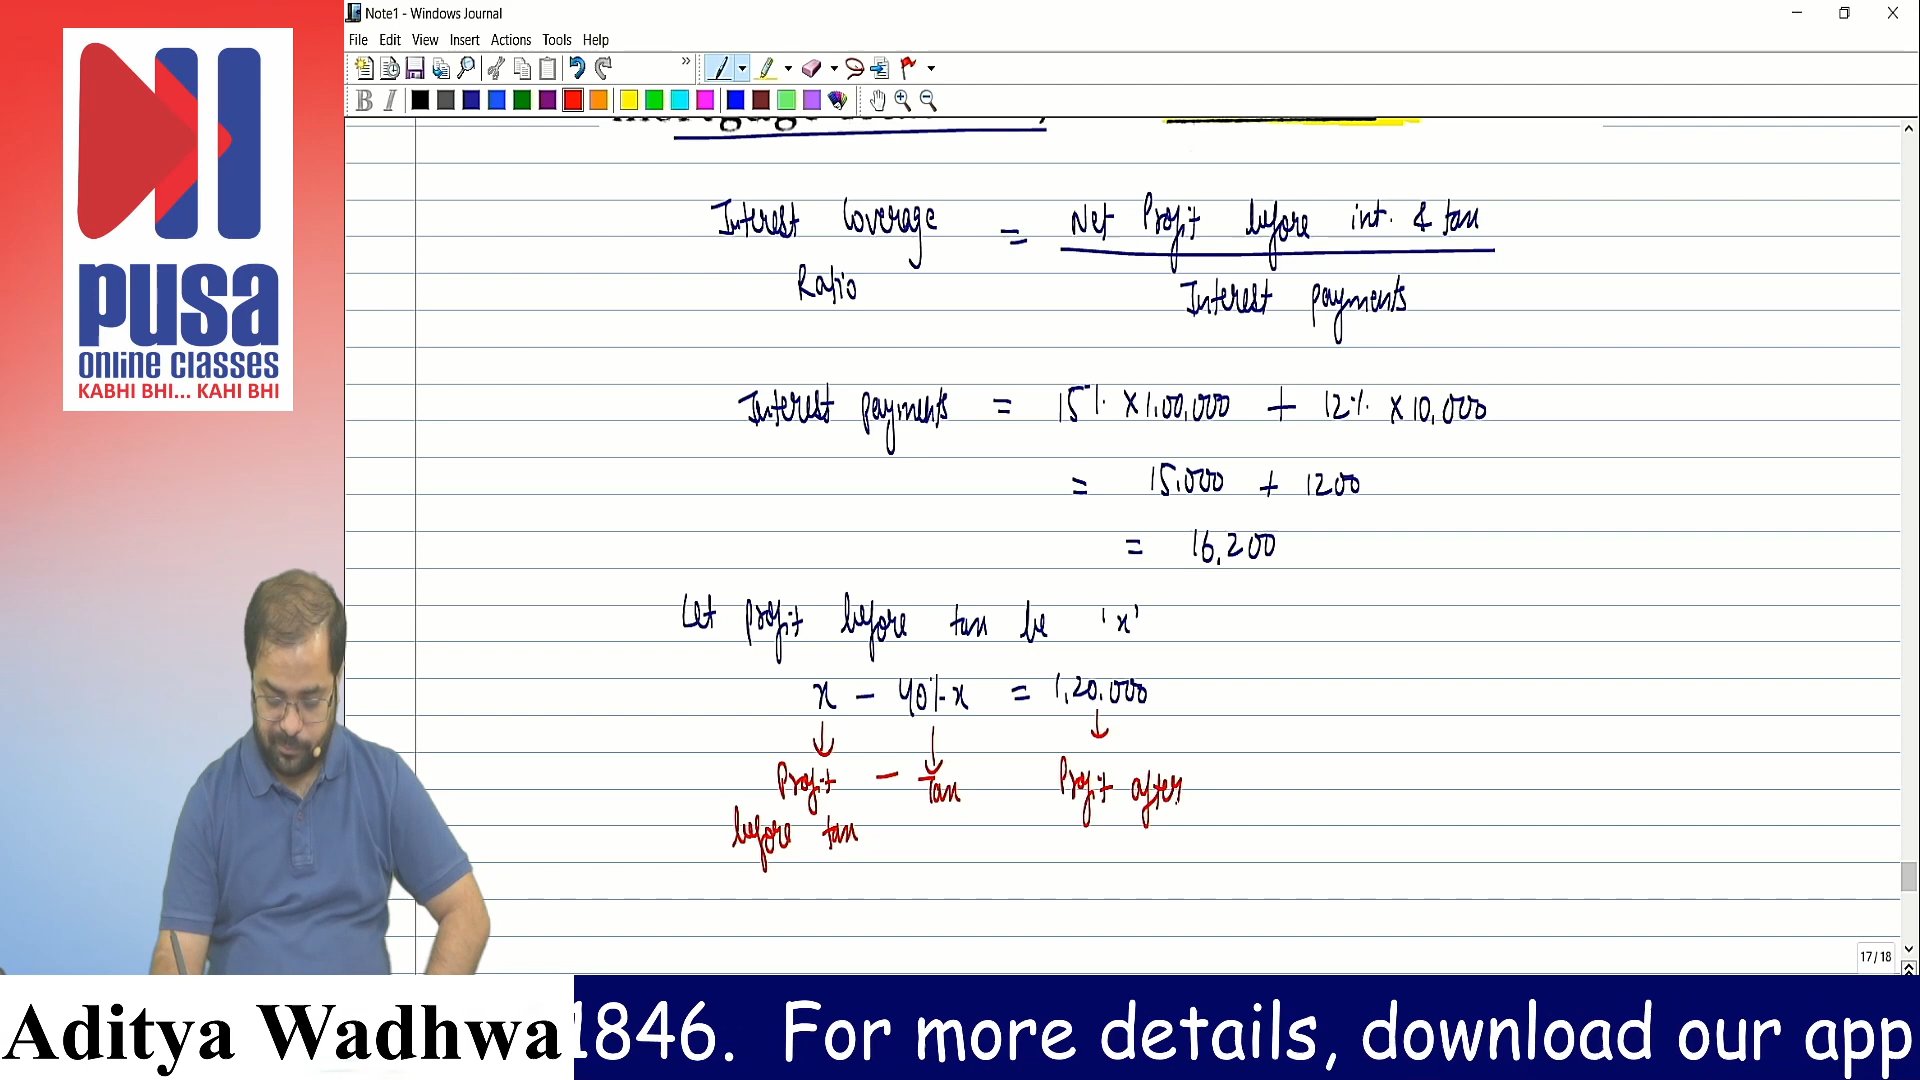 Note1 - Windows Journal
File Edit View Insert Actions Tools Help
B I
PUSA
ONLINE CLASSES
KABHI BHI... KAHI BHI
Interest Coverage Ratio = Net Profit before int. & tax
Interest payments
Interest payments = 15% × 1,00,000 + 12% × 10,000
= 15,000 + 1200
= 16,200
Let profit before tax be 'x'
x – 40% x = 1,20,000
Profit before tax – Tax Profit after
17 / 18
Aditya Wadhwa
1846. For more details, download our app